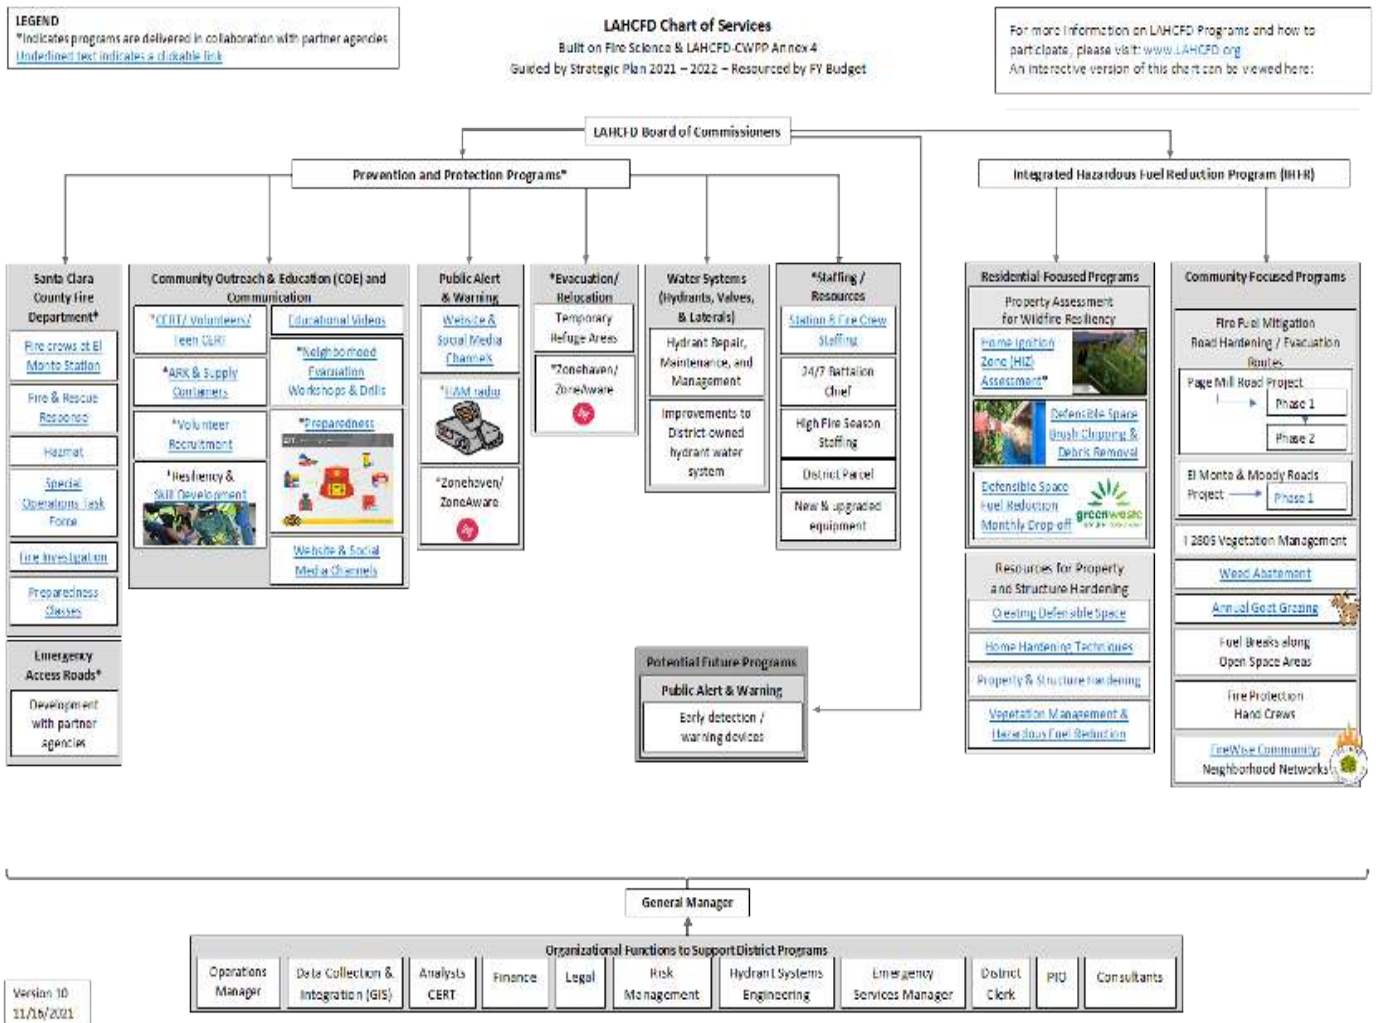 LEGEND
*Indicates programs are delivered in collaboration with partner agencies
Underlined text indicates a clickable link
LAHCFD Chart of Services
Built on Fire Science & LAHCFD-CWPP Annex 4
Guided by Strategic Plan 2021 – 2022 – Resourced by FY Budget
For more information on LAHCFD Programs and how to
participate, please visit: www.LAHCFD.org
An interactive version of this chart can be viewed here:
LAHCFD Board of Commissioners
Prevention and Protection Programs*
Integrated Hazardous Fuel Reduction Program (IHFR)
Santa Clara
County Fire
Department*
Fire crews at El
Monte Station
Fire & Rescue
Response
Hazmat
Special
Operations Task
Force
Fire Investigation
Preparedness
Classes
Emergency
Access Roads*
Development
with partner
agencies
Community Outreach & Education (COE) and
Communication
*CERT/ Volunteers/
Teen CERT
*ARK & Supply
Containers
*Volunteer
Recruitment
*Resiliency &
Skill Development
Educational Videos
*Neighborhood
Evacuation
Workshops & Drills
*Preparedness
Website & Social
Media Channels
Public Alert
& Warning
Website &
Social Media
Channels
*HAM radio
*Zonehaven/
ZoneAware
*Evacuation/
Relocation
Temporary
Refuge Areas
*Zonehaven/
ZoneAware
Water Systems
(Hydrants, Valves,
& Laterals)
Hydrant Repair,
Maintenance, and
Management
Improvements to
District owned
hydrant water
system
*Staffing /
Resources
Station 8 Fire Crew
Staffing
24/7 Battalion
Chief
High Fire Season
Staffing
District Parcel
New & upgraded
equipment
Potential Future Programs
Public Alert & Warning
Early detection /
warning devices
Residential-Focused Programs
Property Assessment
for Wildfire Resiliency
Home Ignition
Zone (HIZ)
Assessment*
Defensible Space
Brush Chipping &
Debris Removal
Defensible Space
Fuel Reduction
Monthly Drop-off
greenwaste
Resources for Property
and Structure Hardening
Creating Defensible Space
Home Hardening Techniques
Property & Structure Hardening
Vegetation Management &
Hazardous Fuel Reduction
Community-Focused Programs
Fire Fuel Mitigation
Road Hardening / Evacuation
Routes
Page Mill Road Project
Phase 1
Phase 2
El Monte & Moody Roads
Project
Phase 1
I-280S Vegetation Management
Weed Abatement
Annual Goat Grazing
Fuel Breaks along
Open Space Areas
Fire Protection
Hand Crews
FireWise Community;
Neighborhood Networks
General Manager
Organizational Functions to Support District Programs
Operations
Manager
Data Collection &
Integration (GIS)
Analysts
CERT
Finance
Legal
Risk
Management
Hydrant Systems
Engineering
Emergency
Services Manager
District
Clerk
PIO
Consultants
Version 10
11/16/2021